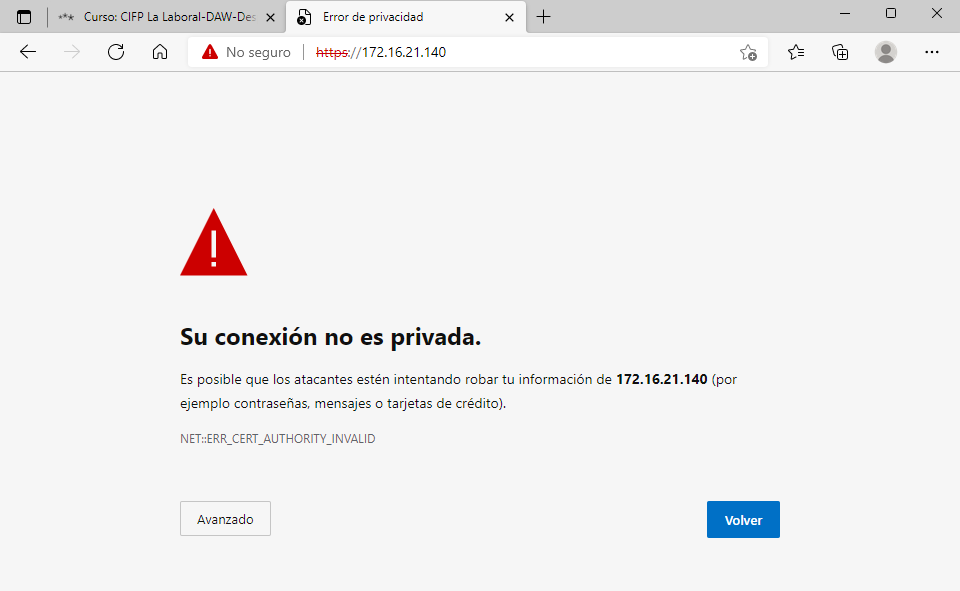 Curso: CIFP La Laboral-DAW-Des
Error de privacidad
No seguro
https://172.16.21.140
Su conexión no es privada.
Es posible que los atacantes estén intentando robar tu información de 172.16.21.140 (por
ejemplo contraseñas, mensajes o tarjetas de crédito).
NET::ERR_CERT_AUTHORITY_INVALID
Avanzado
Volver